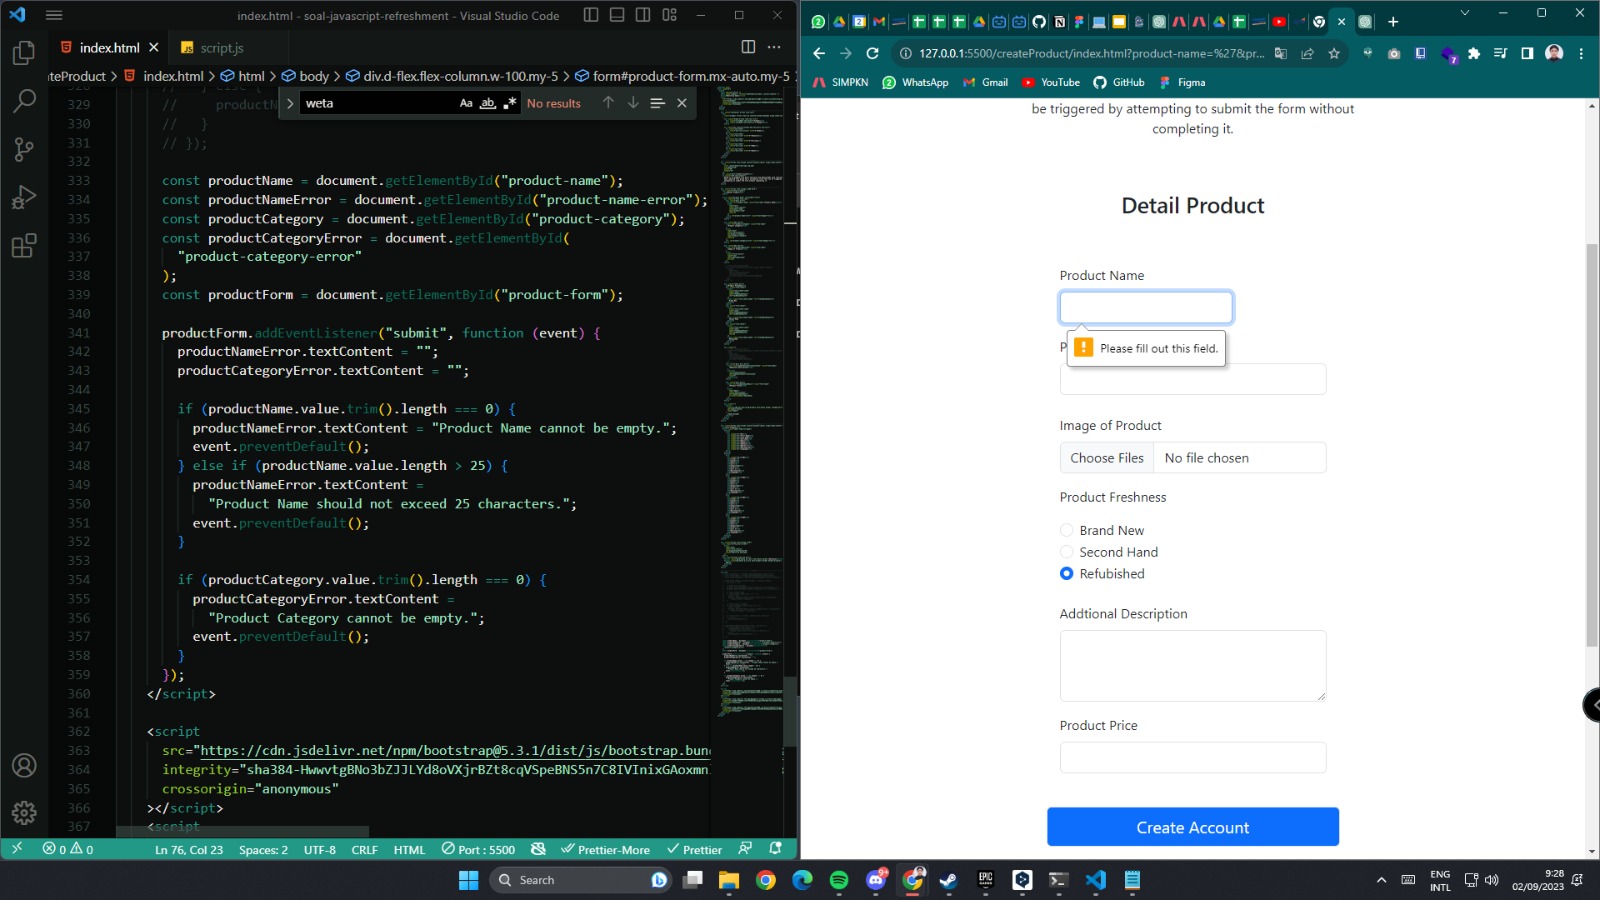 index.html - soal-javascript-refreshment - Visual Studio Code
index.html
script.js
ateProduct > index.html > html > body > div.d-flex.flex-column.w-100.my-5 > form#product-form.mx-auto.my-5
weta
Aa ab
No results
329 // productN
330 // }
331 // });
332
333 const productName = document.getElementById("product-name");
334 const productNameError = document.getElementById("product-name-error");
335 const productCategory = document.getElementById("product-category");
336 const productCategoryError = document.getElementById(
337 "product-category-error"
338 );
339 const productForm = document.getElementById("product-form");
340
341 productForm.addEventListener("submit", function (event) {
342 productNameError.textContent = "";
343 productCategoryError.textContent = "";
344
345 if (productName.value.trim().length === 0) {
346 productNameError.textContent = "Product Name cannot be empty.";
347 event.preventDefault();
348 } else if (productName.value.length > 25) {
349 productNameError.textContent =
350 "Product Name should not exceed 25 characters.";
351 event.preventDefault();
352 }
353
354 if (productCategory.value.trim().length === 0) {
355 productCategoryError.textContent =
356 "Product Category cannot be empty.";
357 event.preventDefault();
358 }
359 });
360 </script>
361
362 <script
363 src="https://cdn.jsdelivr.net/npm/bootstrap@5.3.1/dist/js/bootstrap.bun
364 integrity="sha384-HwwvtgBNo3bZJJLYd8oVXjrBZt8cqVSpeBNS5n7C8IVInixGAoxmn
365 crossorigin="anonymous"
366 ></script>
367 <script
0 0
Ln 76, Col 23
Spaces: 2
UTF-8
CRLF
HTML
Port : 5500
Prettier-More
Prettier
127.0.0.1:5500/createProduct/index.html?product-name=%27&pr...
SIMPKN
WhatsApp
Gmail
YouTube
GitHub
Figma
be triggered by attempting to submit the form without
completing it.
Detail Product
Product Name
P
Please fill out this field.
Image of Product
Choose Files
No file chosen
Product Freshness
Brand New
Second Hand
Refubished
Addtional Description
Product Price
Create Account
Search
ENG
INTL
9:28
02/09/2023